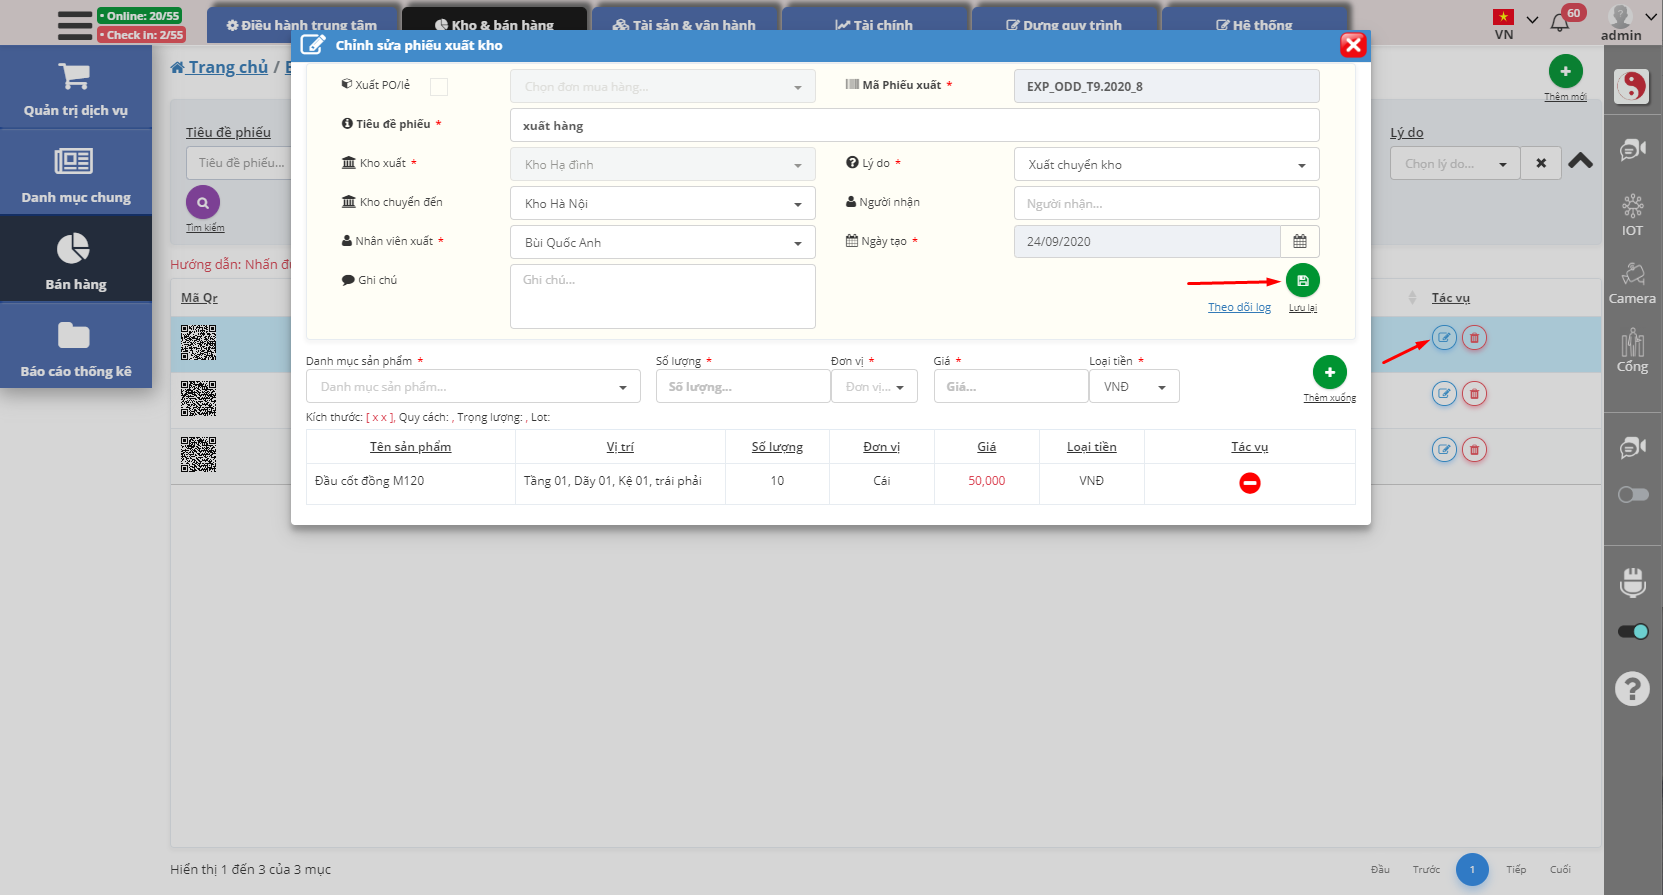 • Online: 20/55
• Check in: 2/55
Điều hành trung tâm
Kho & bán hàng
Tài sản & vận hành
Tài chính
Dựng quy trình
Hệ thống
VN
60
admin
Quản trị dịch vụ
Danh mục chung
Bán hàng
Báo cáo thống kê
Trang chủ /
Thêm mới
Tiêu đề phiếu
Tiêu đề phiếu...
Tìm kiếm
Lý do
Chọn lý do...
Hướng dẫn: Nhấn
Mã Qr
Tác vụ
Chỉnh sửa phiếu xuất kho
Xuất PO/lẻ
Chọn đơn mua hàng...
Mã Phiếu xuất *
EXP_ODD_T9.2020_8
Tiêu đề phiếu *
xuất hàng
Kho xuất *
Kho Hạ đình
Lý do *
Xuất chuyển kho
Kho chuyển đến
Kho Hà Nội
Người nhận
Người nhận...
Nhân viên xuất *
Bùi Quốc Anh
Ngày tạo *
24/09/2020
Ghi chú
Ghi chú...
Theo dõi log
Lưu lại
Danh mục sản phẩm *
Số lượng *
Đơn vị *
Giá *
Loại tiền *
Danh mục sản phẩm...
Số lượng...
Đơn vị...
Giá...
VNĐ
Thêm xuống
Kích thước: [ x x ], Quy cách: , Trọng lượng: , Lot:
Tên sản phẩm Vị trí Số lượng Đơn vị Giá Loại tiền Tác vụ
Đầu cốt đồng M120 Tầng 01, Dãy 01, Kệ 01, trái phải 10 Cái 50,000 VNĐ
IOT
Camera
Cổng
Hiển thị 1 đến 3 của 3 mục
Đầu Trước 1 Tiếp Cuối